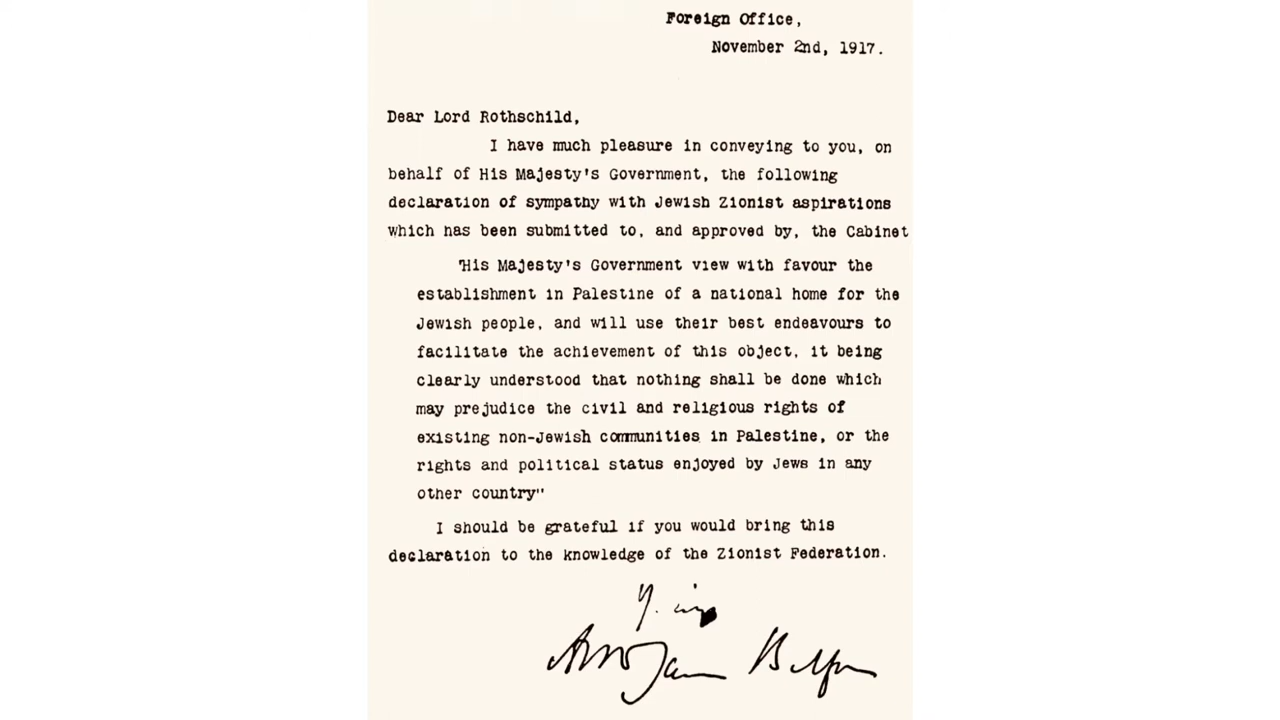 Foreign Office,
November 2nd, 1917.
Dear Lord Rothschild,
I have much pleasure in conveying to you, on
behalf of His Majesty's Government, the following
declaration of sympathy with Jewish Zionist aspirations
which has been submitted to, and approved by, the Cabinet
"His Majesty's Government view with favour the
establishment in Palestine of a national home for the
Jewish people, and will use their best endeavours to
facilitate the achievement of this object, it being
clearly understood that nothing shall be done which
may prejudice the civil and religious rights of
existing non-Jewish communities in Palestine, or the
rights and political status enjoyed by Jews in any
other country"
I should be grateful if you would bring this
declaration to the knowledge of the Zionist Federation.
Balfour